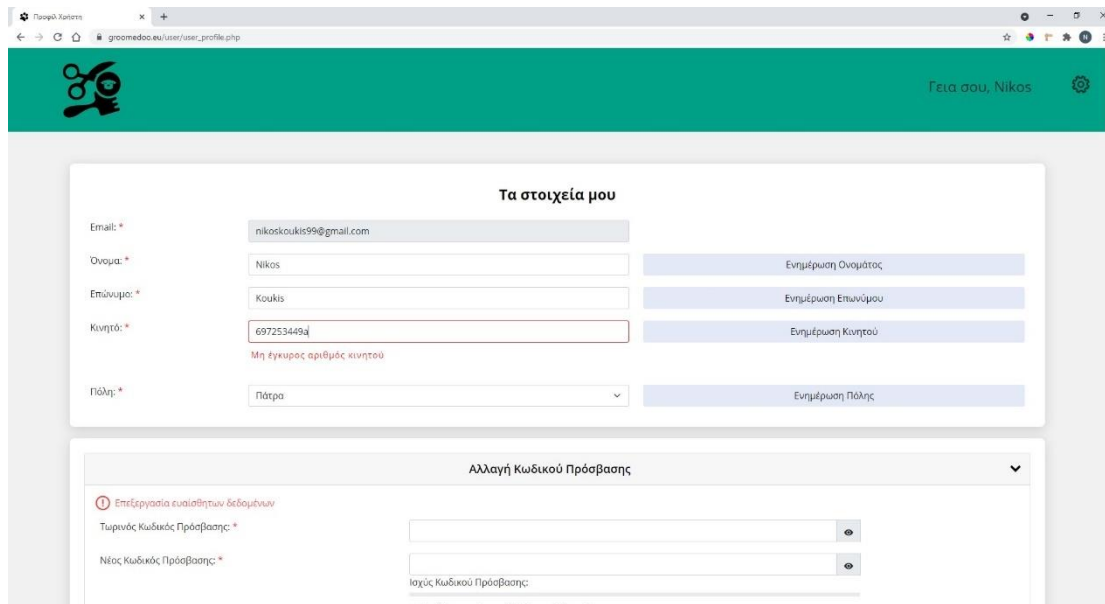 Προφίλ Χρήστη
groomedoo.eu/user/user_profile.php
N
Γεια σου, Nikos
Τα στοιχεία μου
Email: *
nikoskoukis99@gmail.com
Όνομα: *
Nikos
Ενημέρωση Ονομάτος
Επώνυμο: *
Koukis
Ενημέρωση Επωνύμου
Κινητό: *
697253449a
Ενημέρωση Κινητού
Μη έγκυρος αριθμός κινητού
Πόλη: *
Πάτρα
Ενημέρωση Πόλης
Αλλαγή Κωδικού Πρόσβασης
Επεξεργασία ευαίσθητων δεδομένων
Τωρινός Κωδικός Πρόσβασης: *
Νέος Κωδικός Πρόσβασης: *
Ισχύς Κωδικού Πρόσβασης: